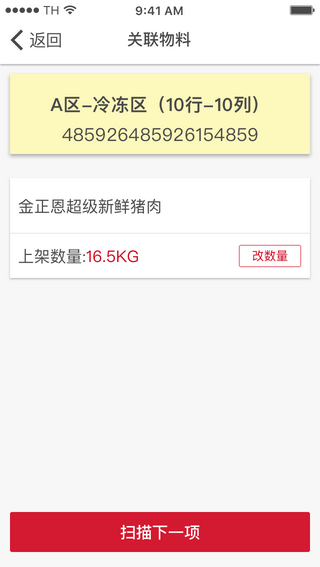 TH 9:41 AM
返回 关联物料
A区-冷冻区（10行-10列）
485926485926154859
金正恩超级新鲜猪肉
上架数量:16.5KG 改数量
扫描下一项